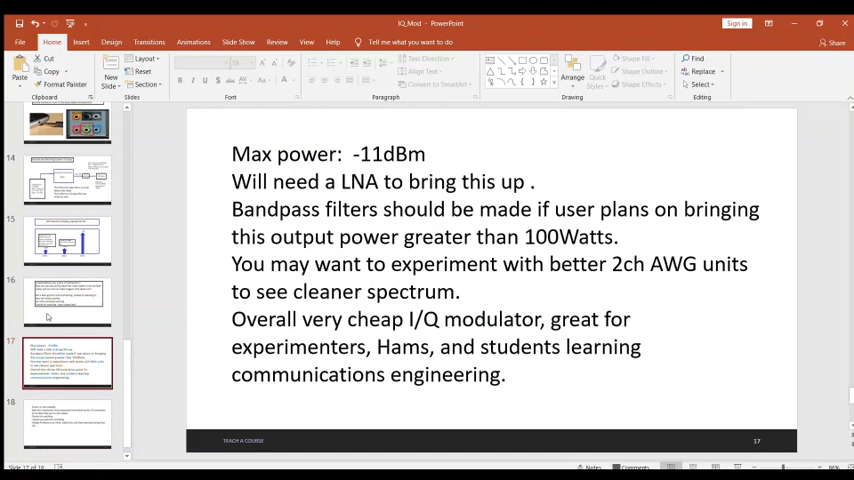 IQ_Mod - PowerPoint
Sign in
File Home Insert Design Transitions Animations Slide Show Review View Help Tell me what you want to do Share
Paste
Cut
Copy
Format Painter
Clipboard
New Slide
Layout
Reset
Section
Slides
Font
Text Direction
Align Text
Convert to SmartArt
Paragraph
Arrange
Quick Styles
Shape Fill
Shape Outline
Shape Effects
Drawing
Find
Replace
Select
Editing
14
15
16
17
18
Max power: -11dBm
Will need a LNA to bring this up .
Bandpass filters should be made if user plans on bringing
this output power greater than 100Watts.
You may want to experiment with better 2ch AWG units
to see cleaner spectrum.
Overall very cheap I/Q modulator, great for
experimenters, Hams, and students learning
communications engineering.
TEACH A COURSE
17
Slide 17 of 18
Notes
Comments
86%